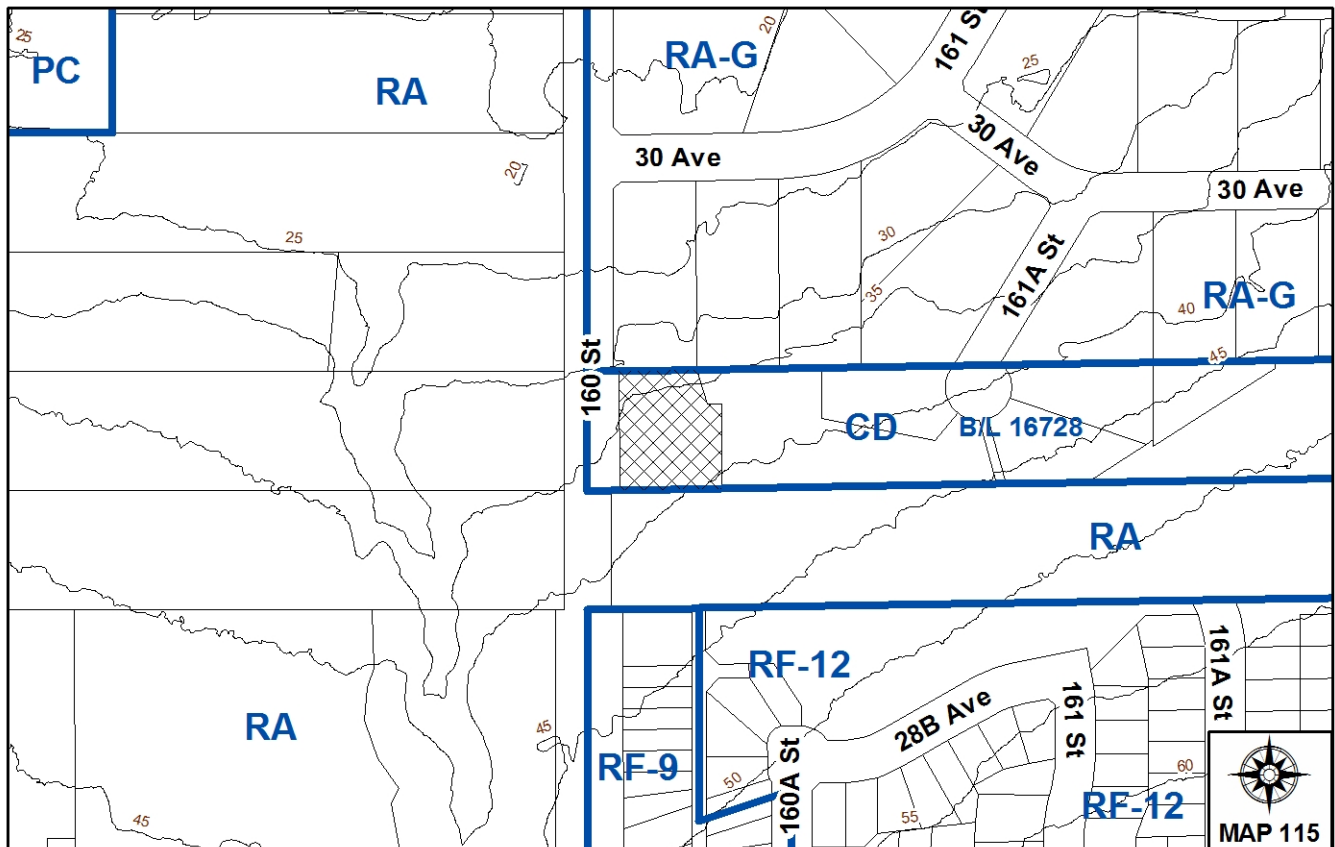 25
PC
RA
RA-G
20
161 St
25
30 Ave
30 Ave
30 Ave
20
25
30
35
161A St
RA-G
40
45
160 St
CD
B/L 16728
RA
RF-12
161A St
28B Ave
161 St
RA
45
RF-9
50
160A St
55
60
RF-12
45
MAP 115